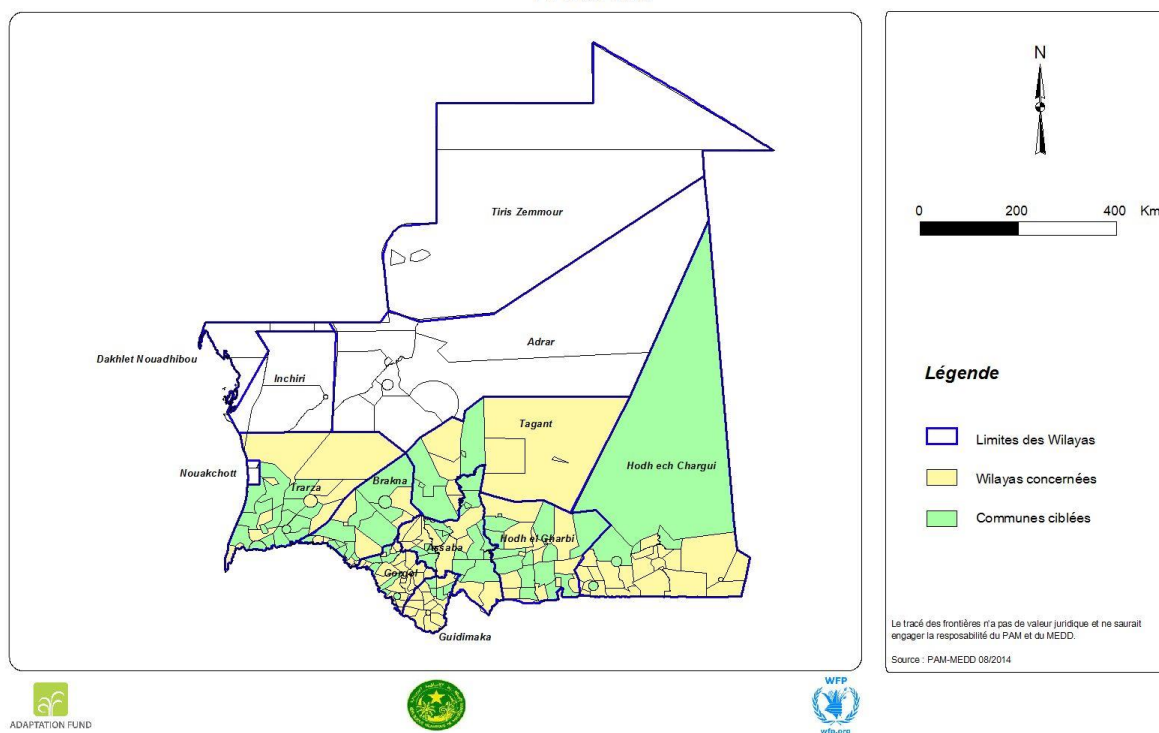 Tiris Zemmour
Adrar
Dakhlet Nouadhibou
Inchiri
Tagant
Nouakchott
Trarza
Brakna
Hodh ech Chargui
Assaba
Hodh el Gharbi
Gorgol
Guidimaka
N
0 200 400 Km
Légende
Limites des Wilayas
Wilayas concernées
Communes ciblées
Le tracé des frontières n'a pas de valeur juridique et ne saurait
engager la resposabilité du PAM et du MEDD.
Source : PAM-MEDD 08/2014
ADAPTATION FUND
WFP
wfp.org